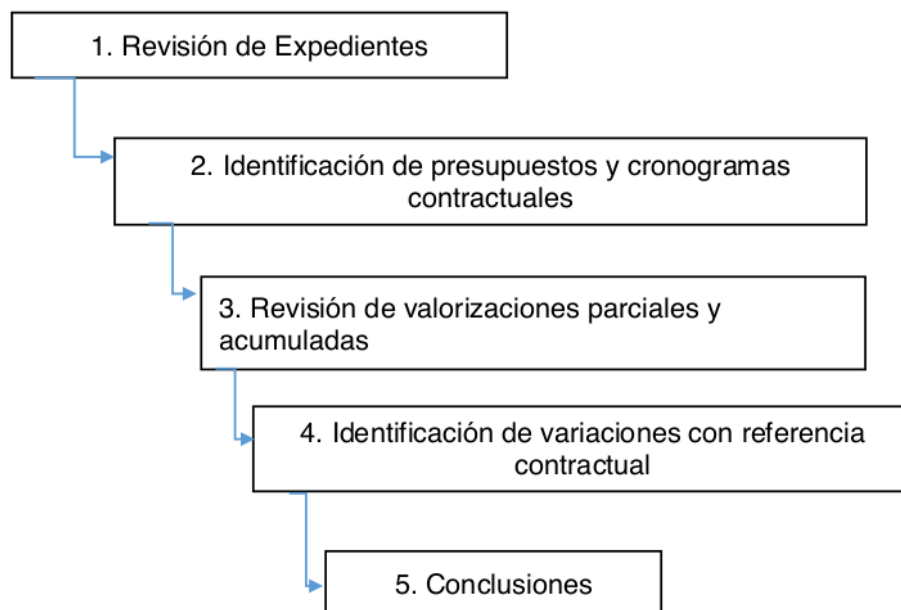 1. Revisión de Expedientes
2. Identificación de presupuestos y cronogramas
contractuales
3. Revisión de valorizaciones parciales y
acumuladas
4. Identificación de variaciones con referencia
contractual
5. Conclusiones